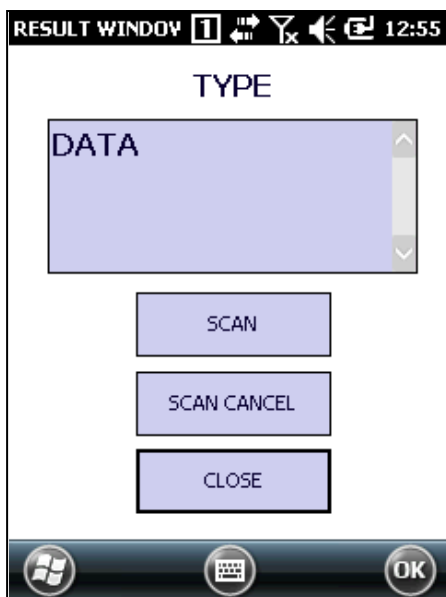 RESULT WINDOV 1 12:55
TYPE
DATA
SCAN
SCAN CANCEL
CLOSE
OK